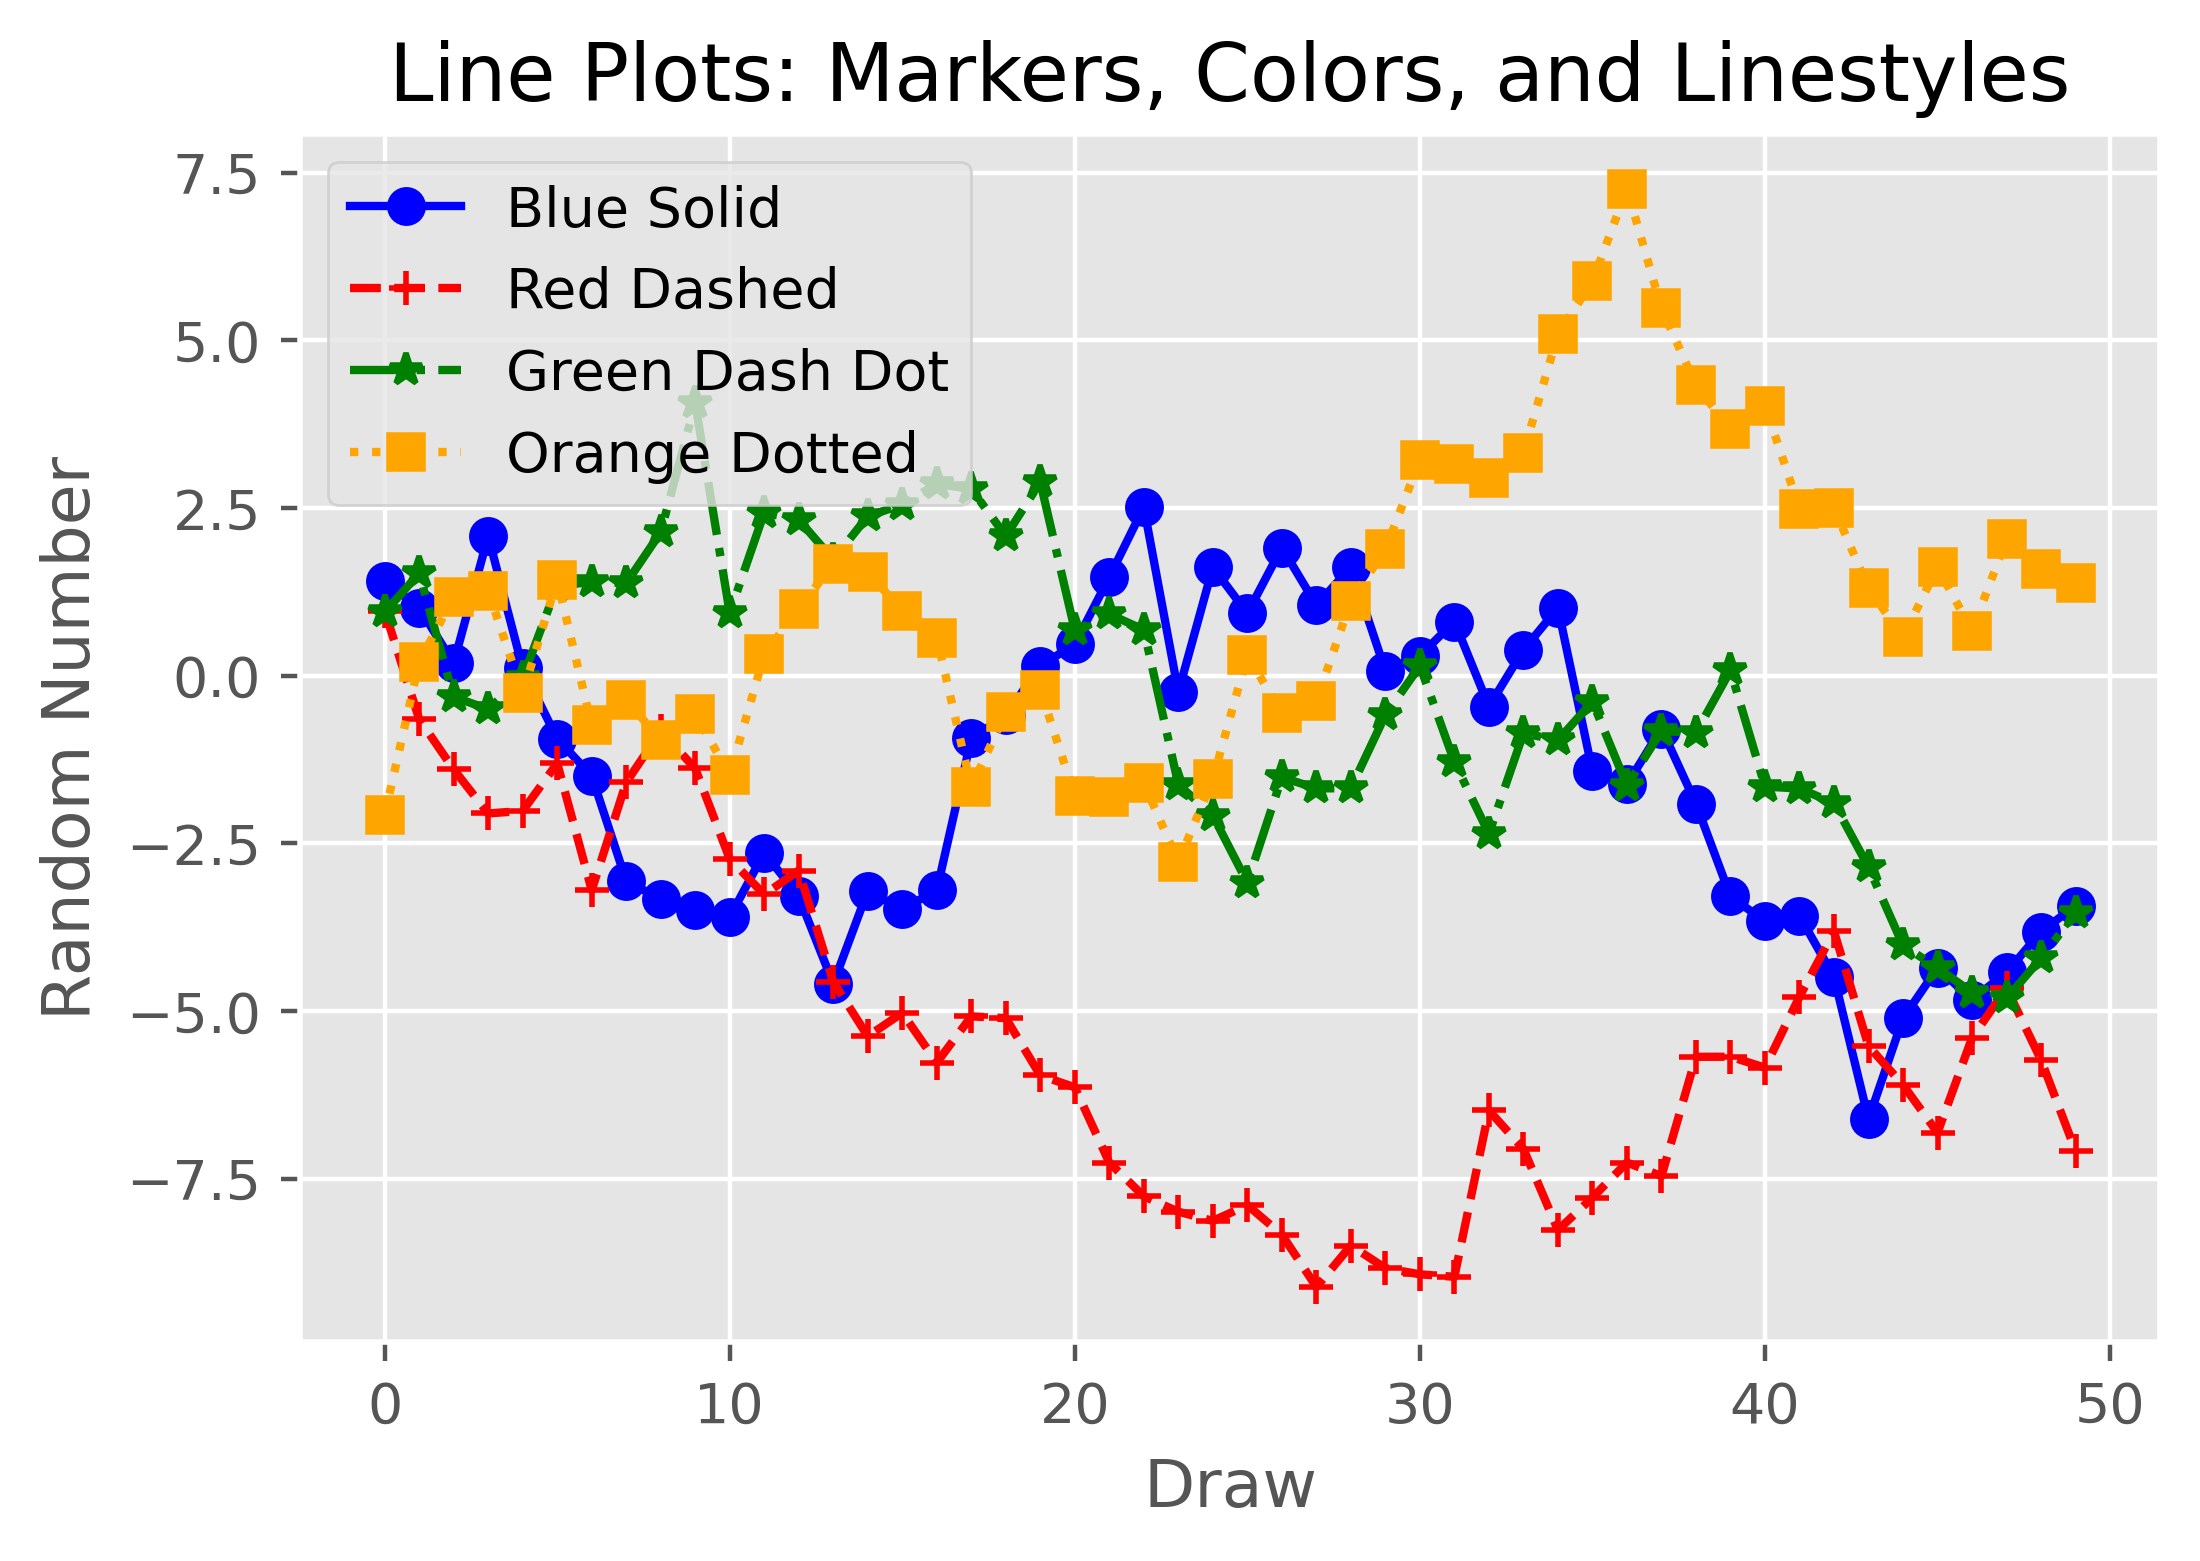 Line Plots: Markers, Colors, and Linestyles
Blue Solid
Red Dashed
Green Dash Dot
Orange Dotted
Random Number
7.5
5.0
2.5
0.0
−2.5
−5.0
−7.5
0 10 20 30 40 50
Draw